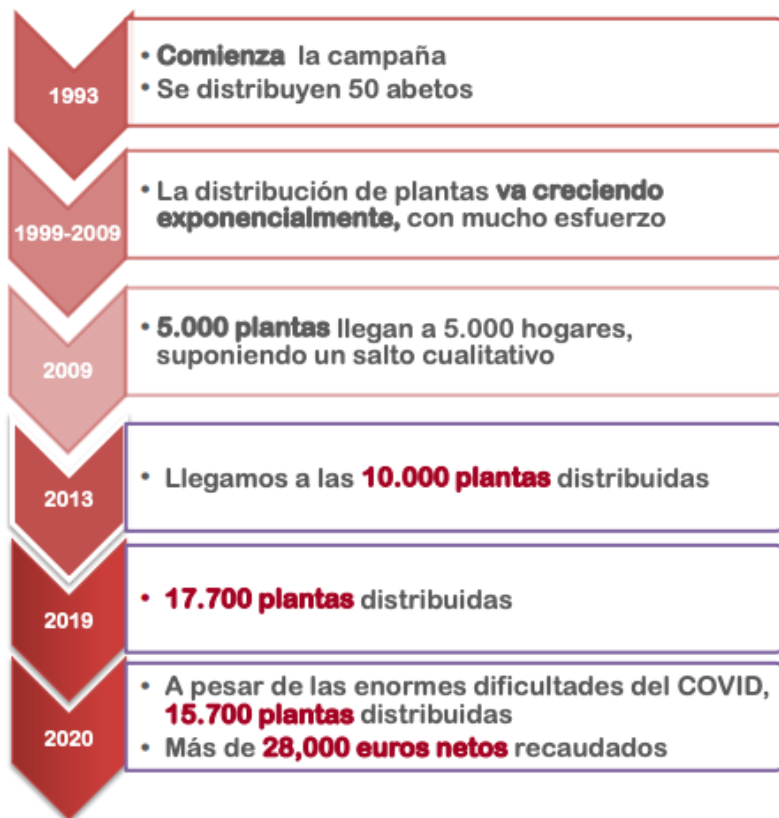 1993
• Comienza la campaña
• Se distribuyen 50 abetos
1999-2009
• La distribución de plantas va creciendo
exponencialmente, con mucho esfuerzo
2009
• 5.000 plantas llegan a 5.000 hogares,
suponiendo un salto cualitativo
2013
• Llegamos a las 10.000 plantas distribuidas
2019
• 17.700 plantas distribuidas
2020
• A pesar de las enormes dificultades del COVID,
15.700 plantas distribuidas
• Más de 28,000 euros netos recaudados